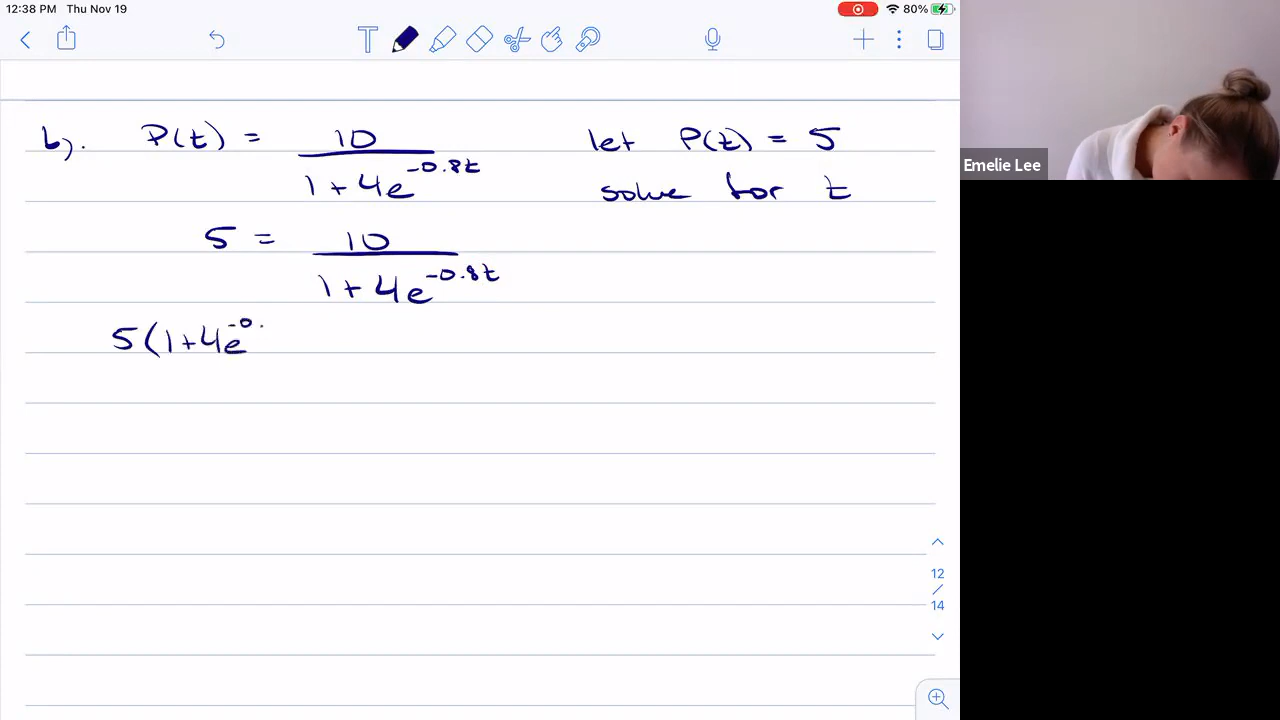 12:38 PM Thu Nov 19 80%
T
Emelie Lee
b). P(t) = 10 / 1 + 4e^-0.8t let P(t) = 5
solve for t
5 = 10 / 1 + 4e^-0.8t
5(1+4e^-0.
12
/
14